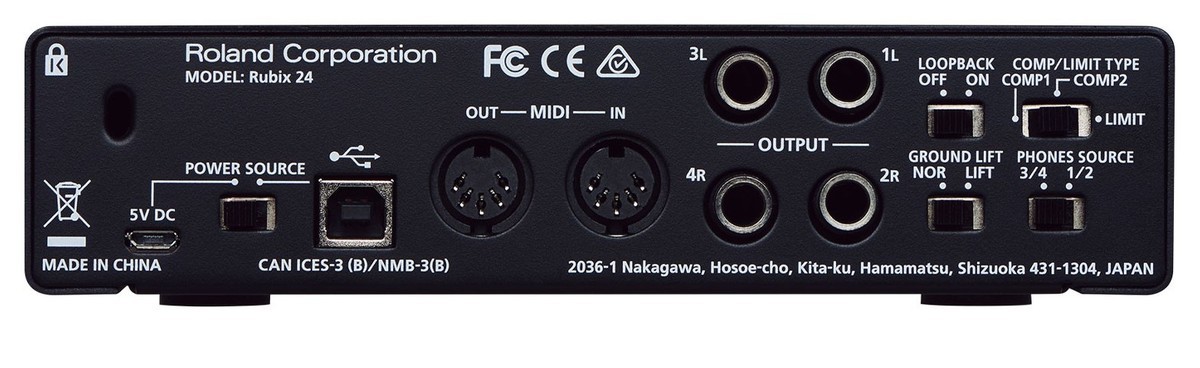 Roland Corporation
MODEL: Rubix 24
FC CE
3L
1L
LOOPBACK
OFF ON
COMP/LIMIT TYPE
COMP1 COMP2
LIMIT
OUT MIDI IN
OUTPUT
POWER SOURCE
5V DC
4R
2R
GROUND LIFT
NOR LIFT
PHONES SOURCE
3/4 1/2
MADE IN CHINA
CAN ICES-3 (B)/NMB-3(B)
2036-1 Nakagawa, Hosoe-cho, Kita-ku, Hamamatsu, Shizuoka 431-1304, JAPAN
K